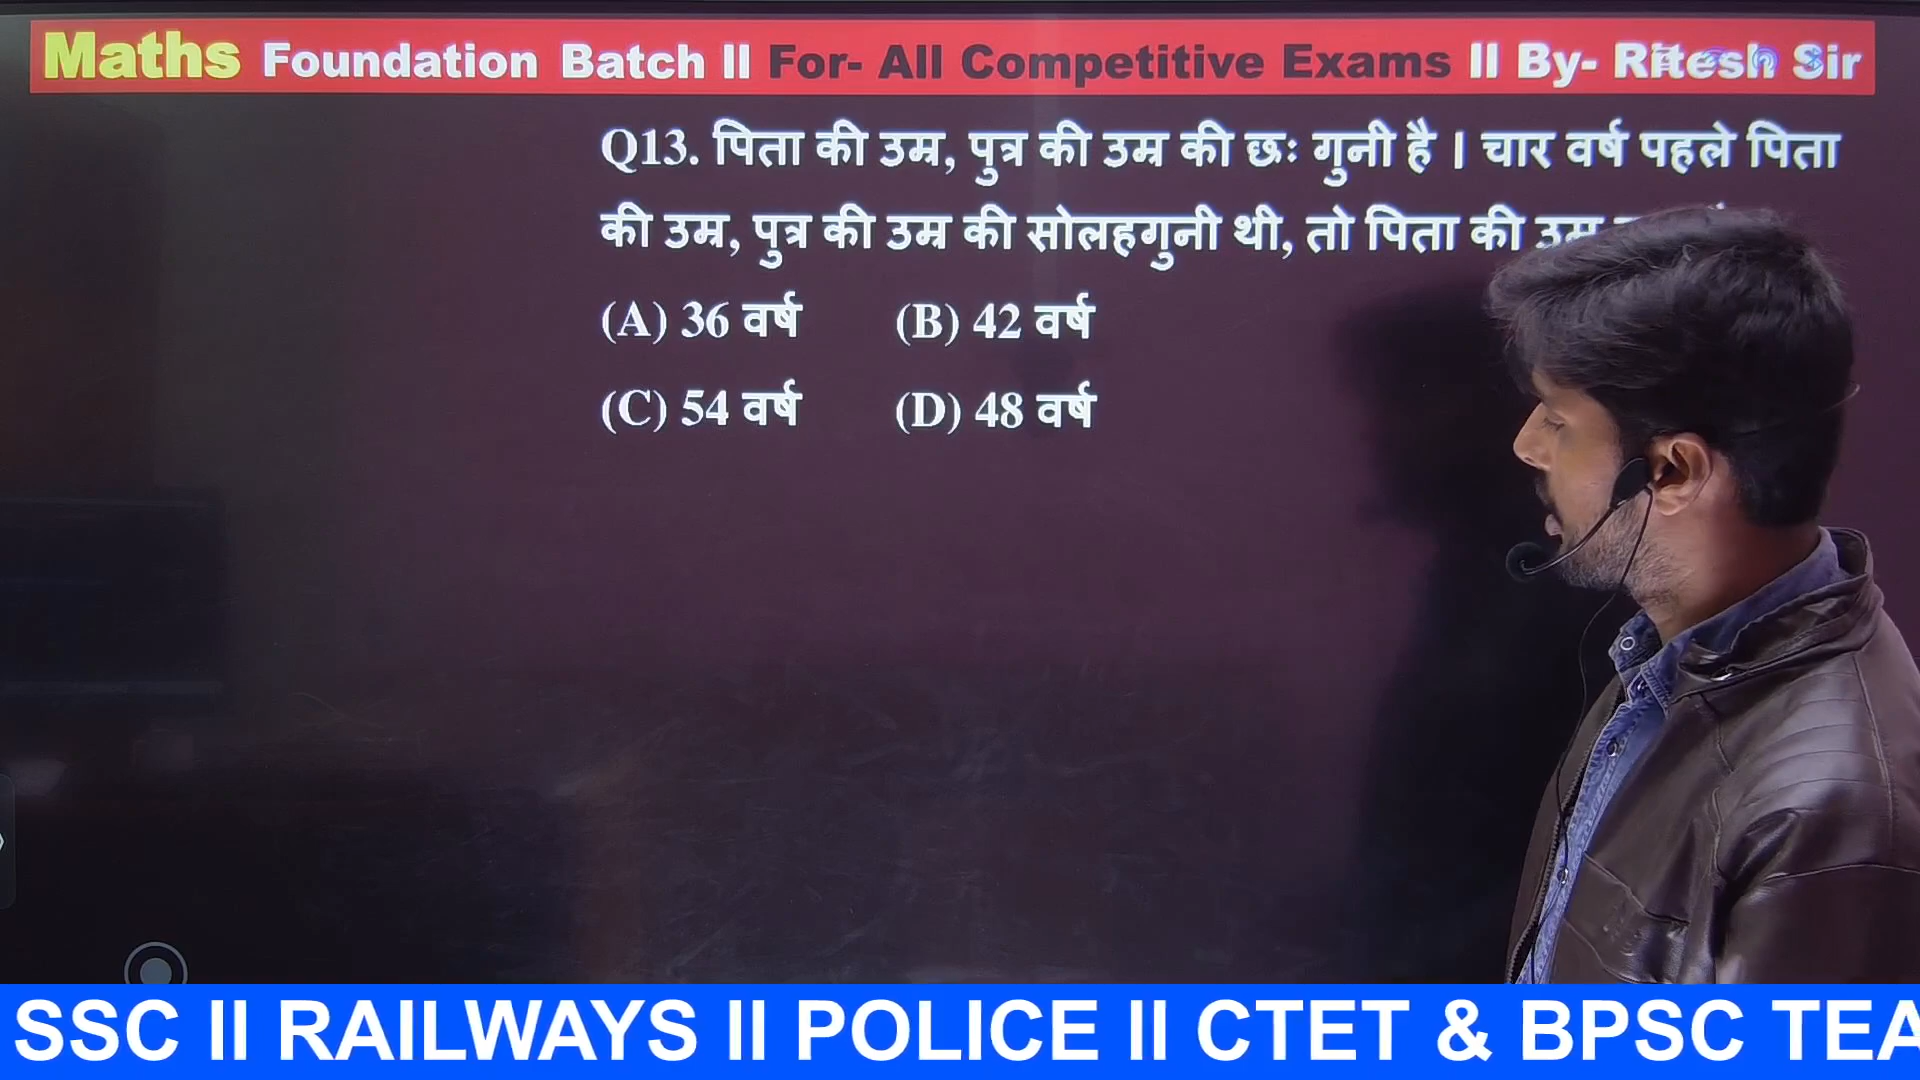 Maths Foundation Batch II For- All Competitive Exams II By- Ritesh Sir
Q13. पिता की उम्र, पुत्र की उम्र की छः गुनी है । चार वर्ष पहले पिता
की उम्र, पुत्र की उम्र की सोलहगुनी थी, तो पिता की उम्र
(A) 36 वर्ष (B) 42 वर्ष
(C) 54 वर्ष (D) 48 वर्ष
SSC II RAILWAYS II POLICE II CTET & BPSC TEA